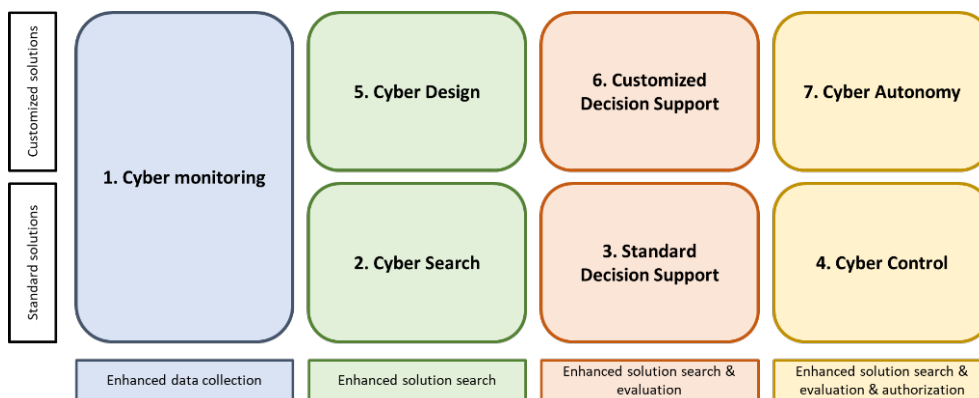 Customized solutions
Standard solutions
1. Cyber monitoring
5. Cyber Design
6. Customized
Decision Support
7. Cyber Autonomy
2. Cyber Search
3. Standard
Decision Support
4. Cyber Control
Enhanced data collection
Enhanced solution search
Enhanced solution search &
evaluation
Enhanced solution search &
evaluation & authorization